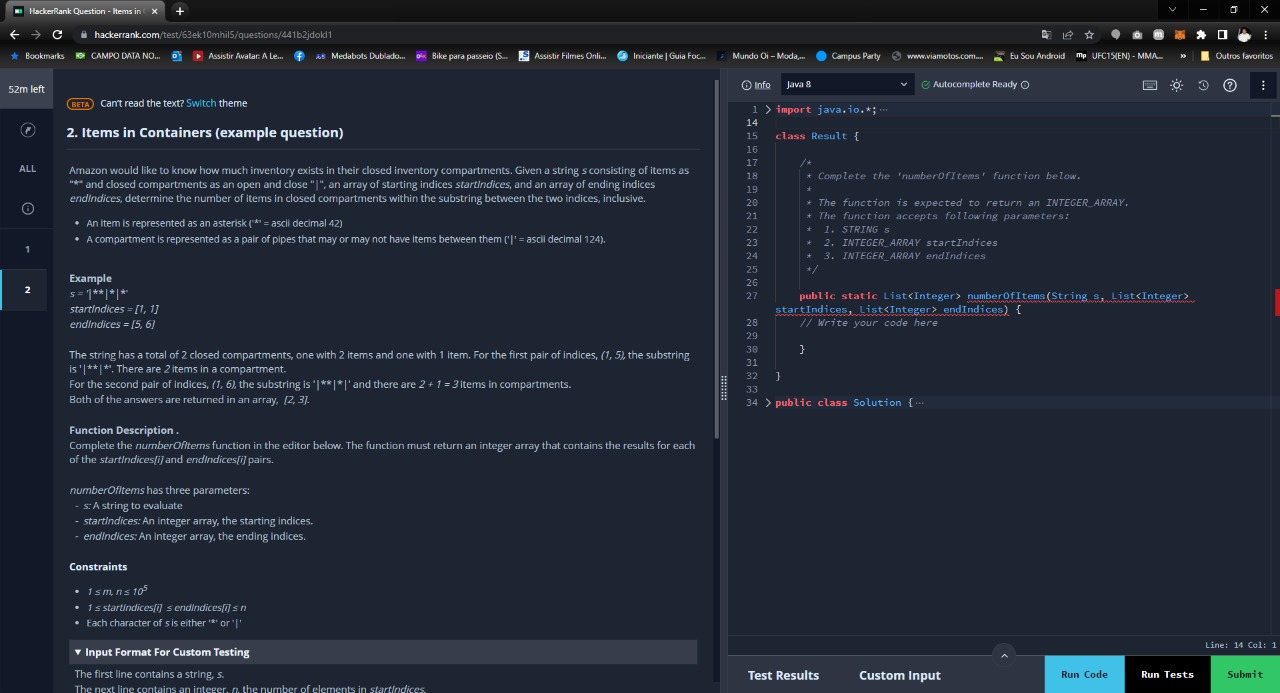 HackerRank Question - Items in
hackerrank.com/test/63ek10mhil5/questions/441b2jdokl1
Bookmarks CAMPO DATA NO... Assistir Avatar: A Le... Medabots Dublado... Bike para passeio (S... Assistir Filmes Onli... Iniciante | Guia Foc... Mundo Oi – Moda,... Campus Party www.viamotos.com.... Eu Sou Android UFC15(EN) - MMA... » Outros favoritos
52m left
ALL
1
2
BETA Can't read the text? Switch theme
2. Items in Containers (example question)
Amazon would like to know how much inventory exists in their closed inventory compartments. Given a string s consisting of items as
"*" and closed compartments as an open and close "|", an array of starting indices startIndices, and an array of ending indices
endIndices, determine the number of items in closed compartments within the substring between the two indices, inclusive.
• An item is represented as an asterisk ('*' = ascii decimal 42)
• A compartment is represented as a pair of pipes that may or may not have items between them ('|' = ascii decimal 124).
Example
s = '|**|*|*'
startIndices = [1, 1]
endIndices = [5, 6]
The string has a total of 2 closed compartments, one with 2 items and one with 1 item. For the first pair of indices, (1, 5), the substring
is '|**|*'. There are 2 items in a compartment.
For the second pair of indices, (1, 6), the substring is '|**|*|' and there are 2 + 1 = 3 items in compartments.
Both of the answers are returned in an array, [2, 3].
Function Description .
Complete the numberOfItems function in the editor below. The function must return an integer array that contains the results for each
of the startIndices[i] and endIndices[i] pairs.
numberOfItems has three parameters:
- s: A string to evaluate
- startIndices: An integer array, the starting indices.
- endIndices: An integer array, the ending indices.
Constraints
• 1 ≤ m, n ≤ 10^5
• 1 ≤ startIndices[i] ≤ endIndices[i] ≤ n
• Each character of s is either '*' or '|'
▼ Input Format For Custom Testing
The first line contains a string, s.
The next line contains an integer, n, the number of elements in startIndices.
Info Java 8 Autocomplete Ready
1 > import java.io.*; ···
14
15 class Result {
16
17 /*
18 * Complete the 'numberOfItems' function below.
19 *
20 * The function is expected to return an INTEGER_ARRAY.
21 * The function accepts following parameters:
22 * 1. STRING s
23 * 2. INTEGER_ARRAY startIndices
24 * 3. INTEGER_ARRAY endIndices
25 */
26
27 public static List<Integer> numberOfItems(String s, List<Integer>
startIndices, List<Integer> endIndices) {
28 // Write your code here
29
30 }
31
32 }
33
34 > public class Solution { ···
Line: 14 Col: 1
Test Results Custom Input Run Code Run Tests Submit